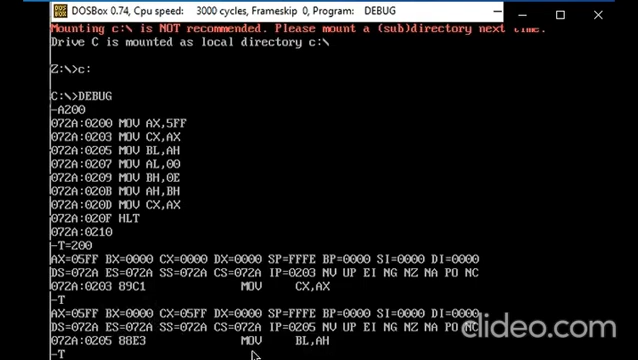 DOSBox 0.74, Cpu speed: 3000 cycles, Frameskip 0, Program: DEBUG
Mounting c:\ is NOT recommended. Please mount a (sub)directory next time.
Drive C is mounted as local directory c:\
Z:\>c:
C:\>DEBUG
-A200
072A:0200 MOV AX,5FF
072A:0203 MOV CX,AX
072A:0205 MOV BL,AH
072A:0207 MOV AL,00
072A:0209 MOV BH,0E
072A:020B MOV AH,BH
072A:020D MOV CX,AX
072A:020F HLT
072A:0210
-T=200
AX=05FF BX=0000 CX=0000 DX=0000 SP=FFFE BP=0000 SI=0000 DI=0000
DS=072A ES=072A SS=072A CS=072A IP=0203 NV UP EI NG NZ NA PO NC
072A:0203 89C1 MOV CX,AX
-T
AX=05FF BX=0000 CX=05FF DX=0000 SP=FFFE BP=0000 SI=0000 DI=0000
DS=072A ES=072A SS=072A CS=072A IP=0205 NV UP EI NG NZ NA PO NC
072A:0205 88E3 MOV BL,AH
-T
clideo.com